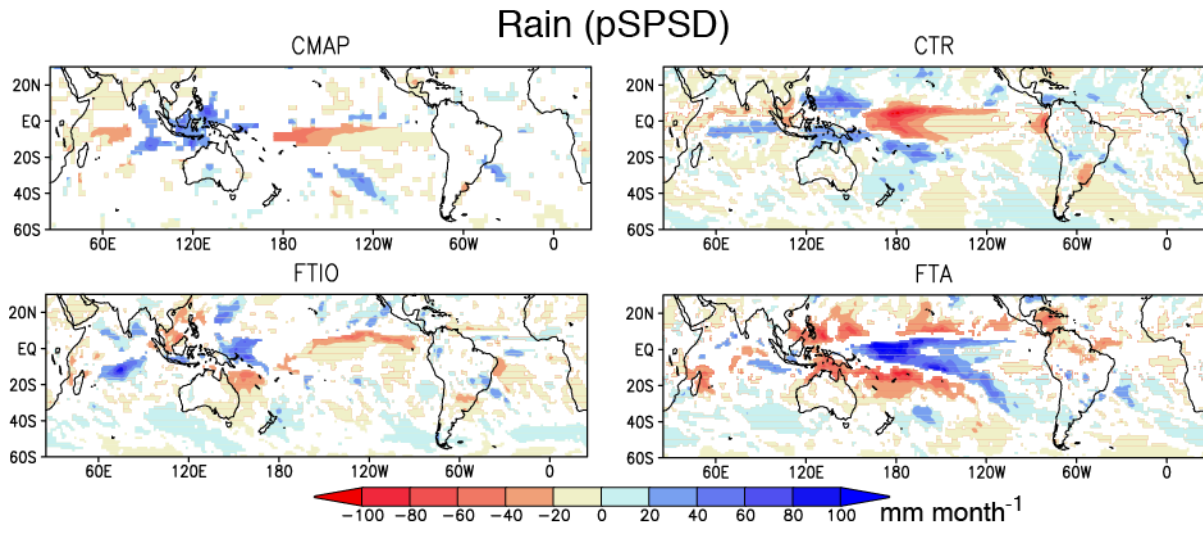 Rain (pSPSD)
CMAP
CTR
20N
EQ
20S
40S
60S
60E 120E 180 120W 60W 0
20N
EQ
20S
40S
60S
60E 120E 180 120W 60W 0
FTIO
FTA
20N
EQ
20S
40S
60S
60E 120E 180 120W 60W 0
20N
EQ
20S
40S
60S
60E 120E 180 120W 60W 0
-100 -80 -60 -40 -20 0 20 40 60 80 100 mm month⁻¹